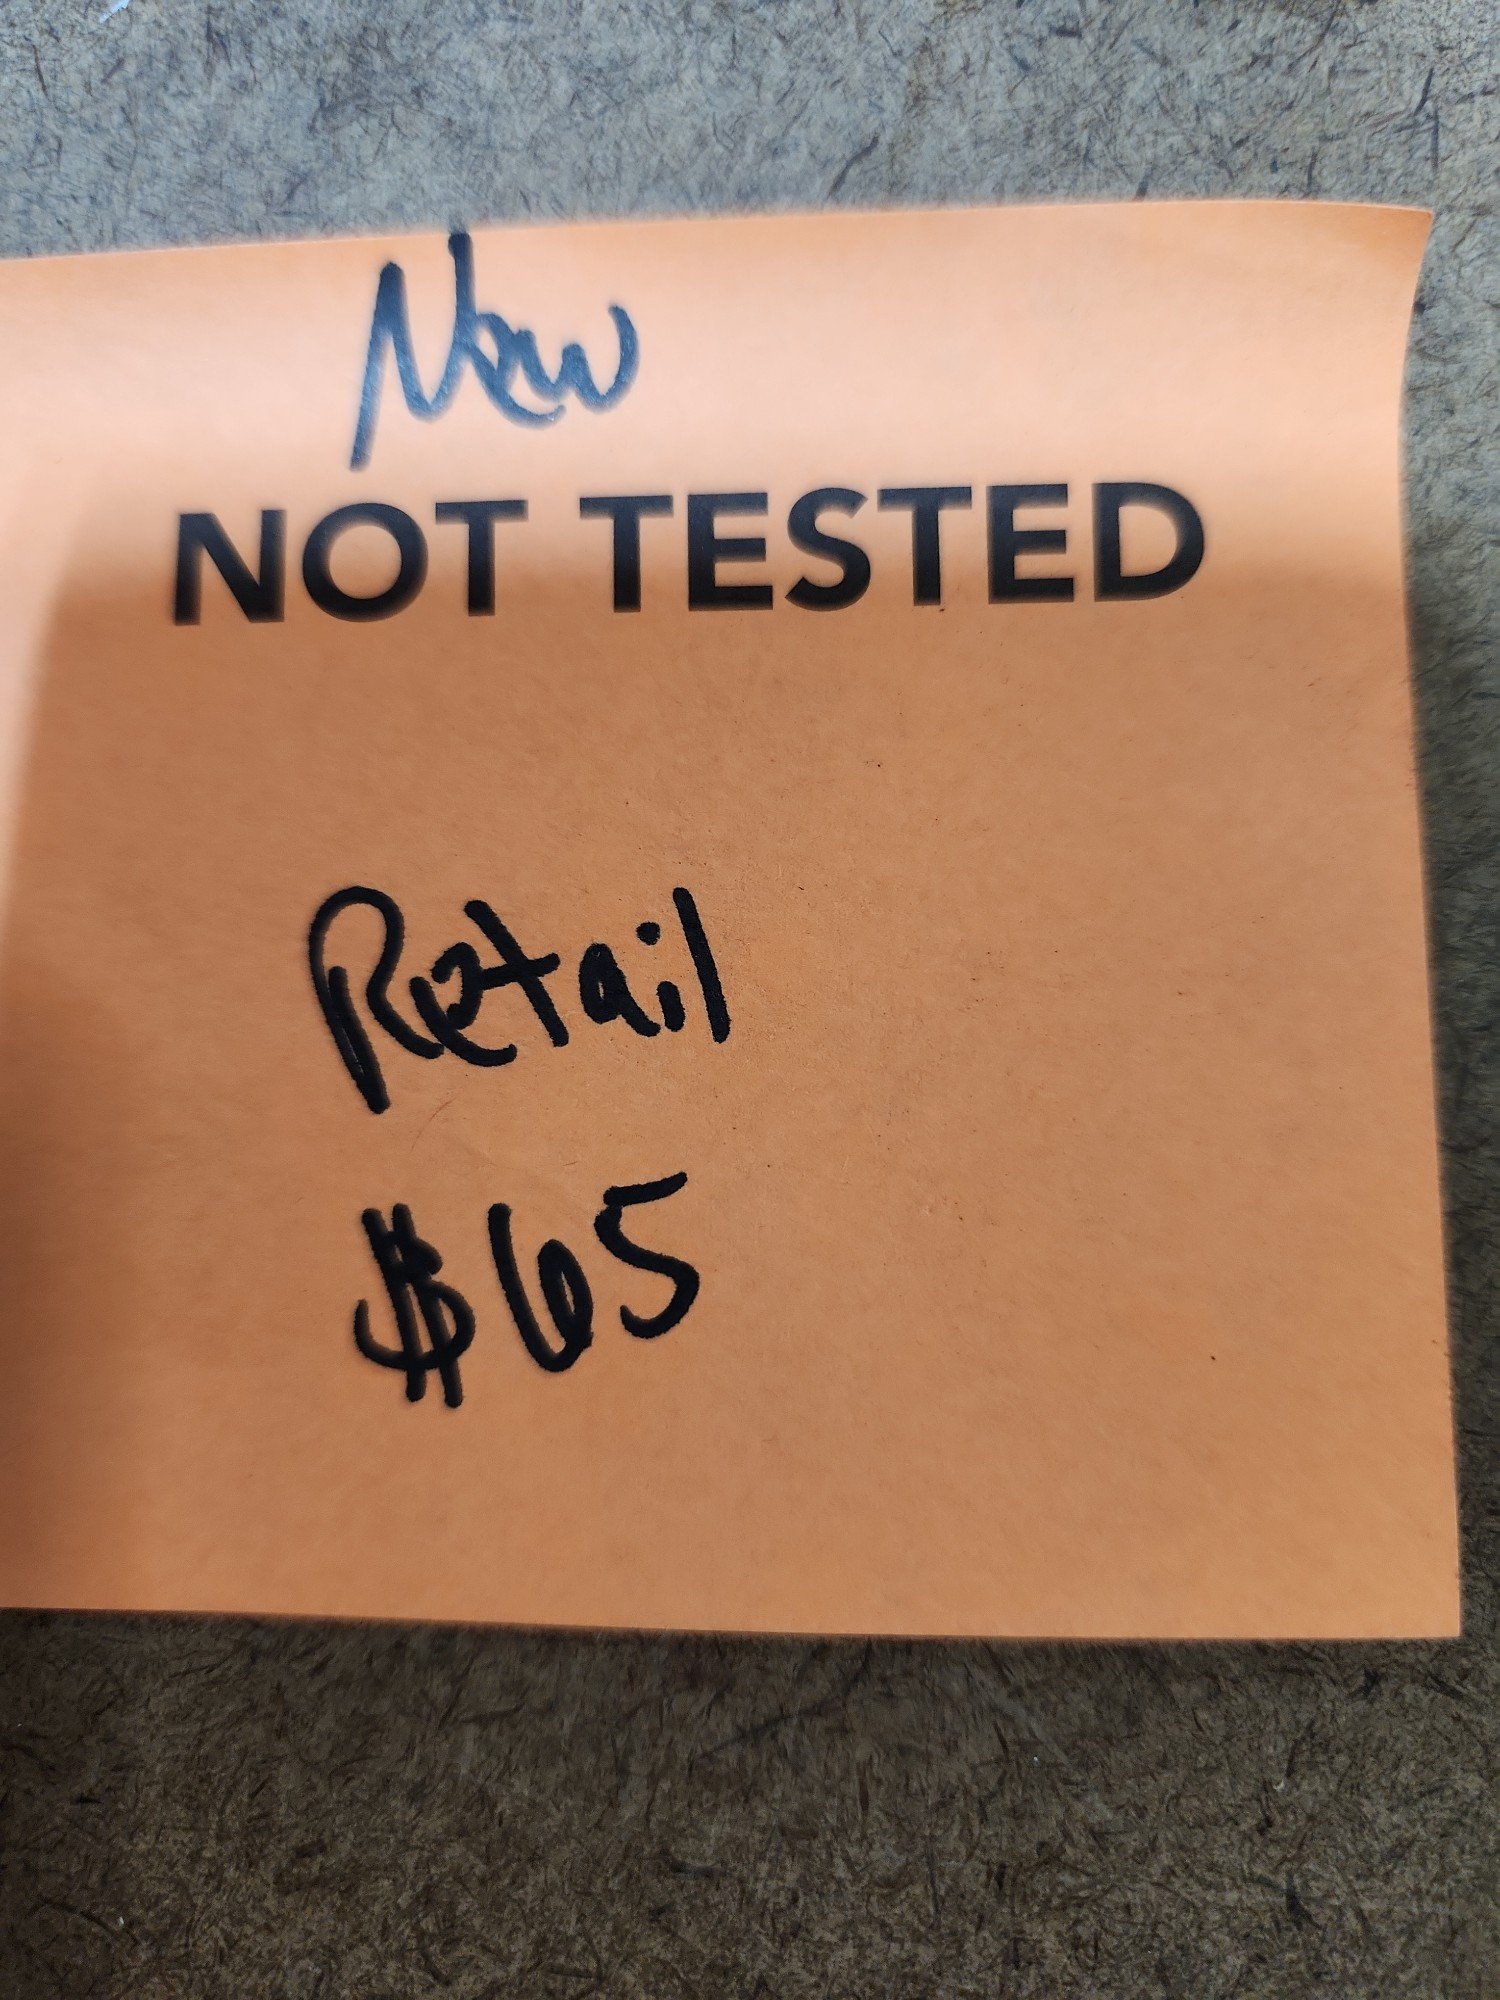 New
NOT TESTED
Retail
$65